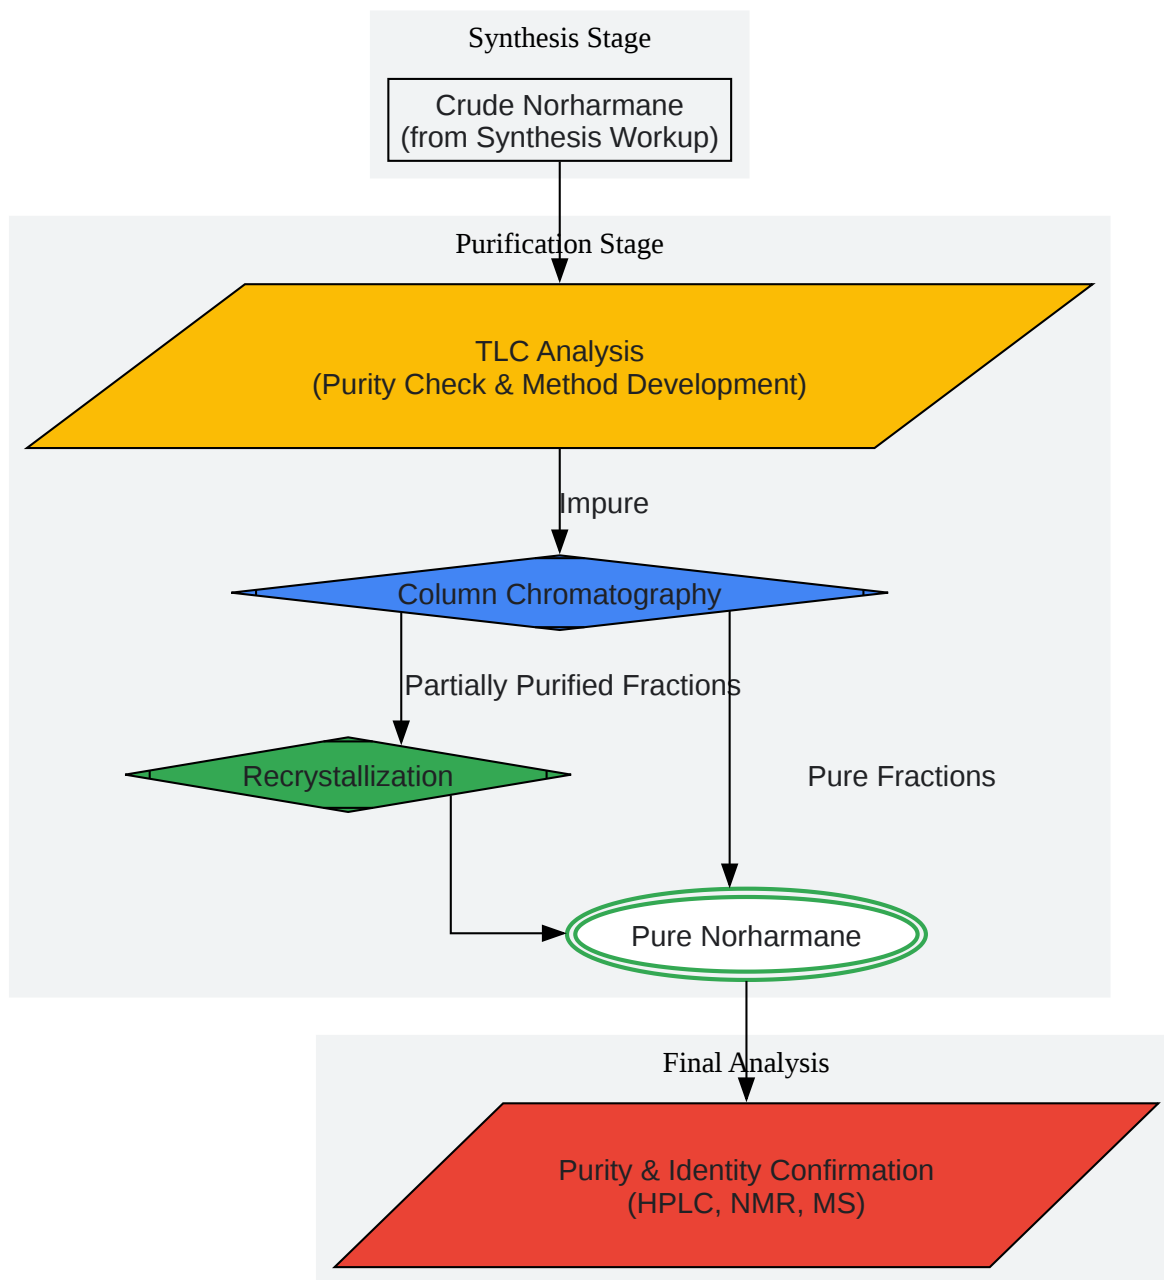 Synthesis Stage
Crude Norharmane
(from Synthesis Workup)
Purification Stage
TLC Analysis
(Purity Check & Method Development)
Impure
Column Chromatography
Partially Purified Fractions
Recrystallization
Pure Fractions
Pure Norharmane
Final Analysis
Purity & Identity Confirmation
(HPLC, NMR, MS)